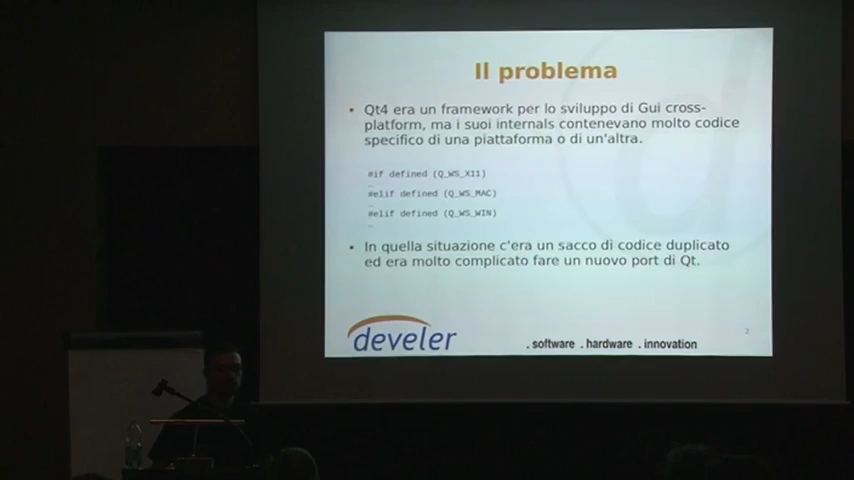 Il problema
• Qt4 era un framework per lo sviluppo di Gui cross-
platform, ma i suoi internals contenevano molto codice
specifico di una piattaforma o di un'altra.
#if defined (Q_WS_X11)
…
#elif defined (Q_WS_MAC)
…
#elif defined (Q_WS_WIN)
…
• In quella situazione c'era un sacco di codice duplicato
ed era molto complicato fare un nuovo port di Qt.
2
develer
. software . hardware . innovation